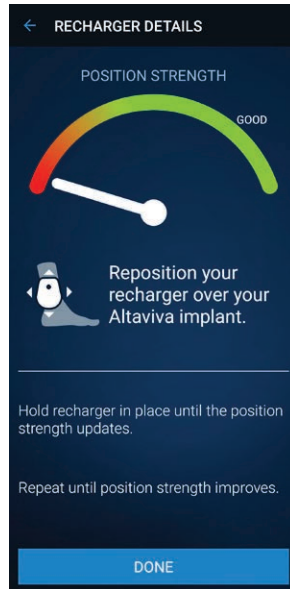 RECHARGER DETAILS
POSITION STRENGTH
GOOD
Reposition your
recharger over your
Altaviva implant.
Hold recharger in place until the position
strength updates.
Repeat until position strength improves.
DONE